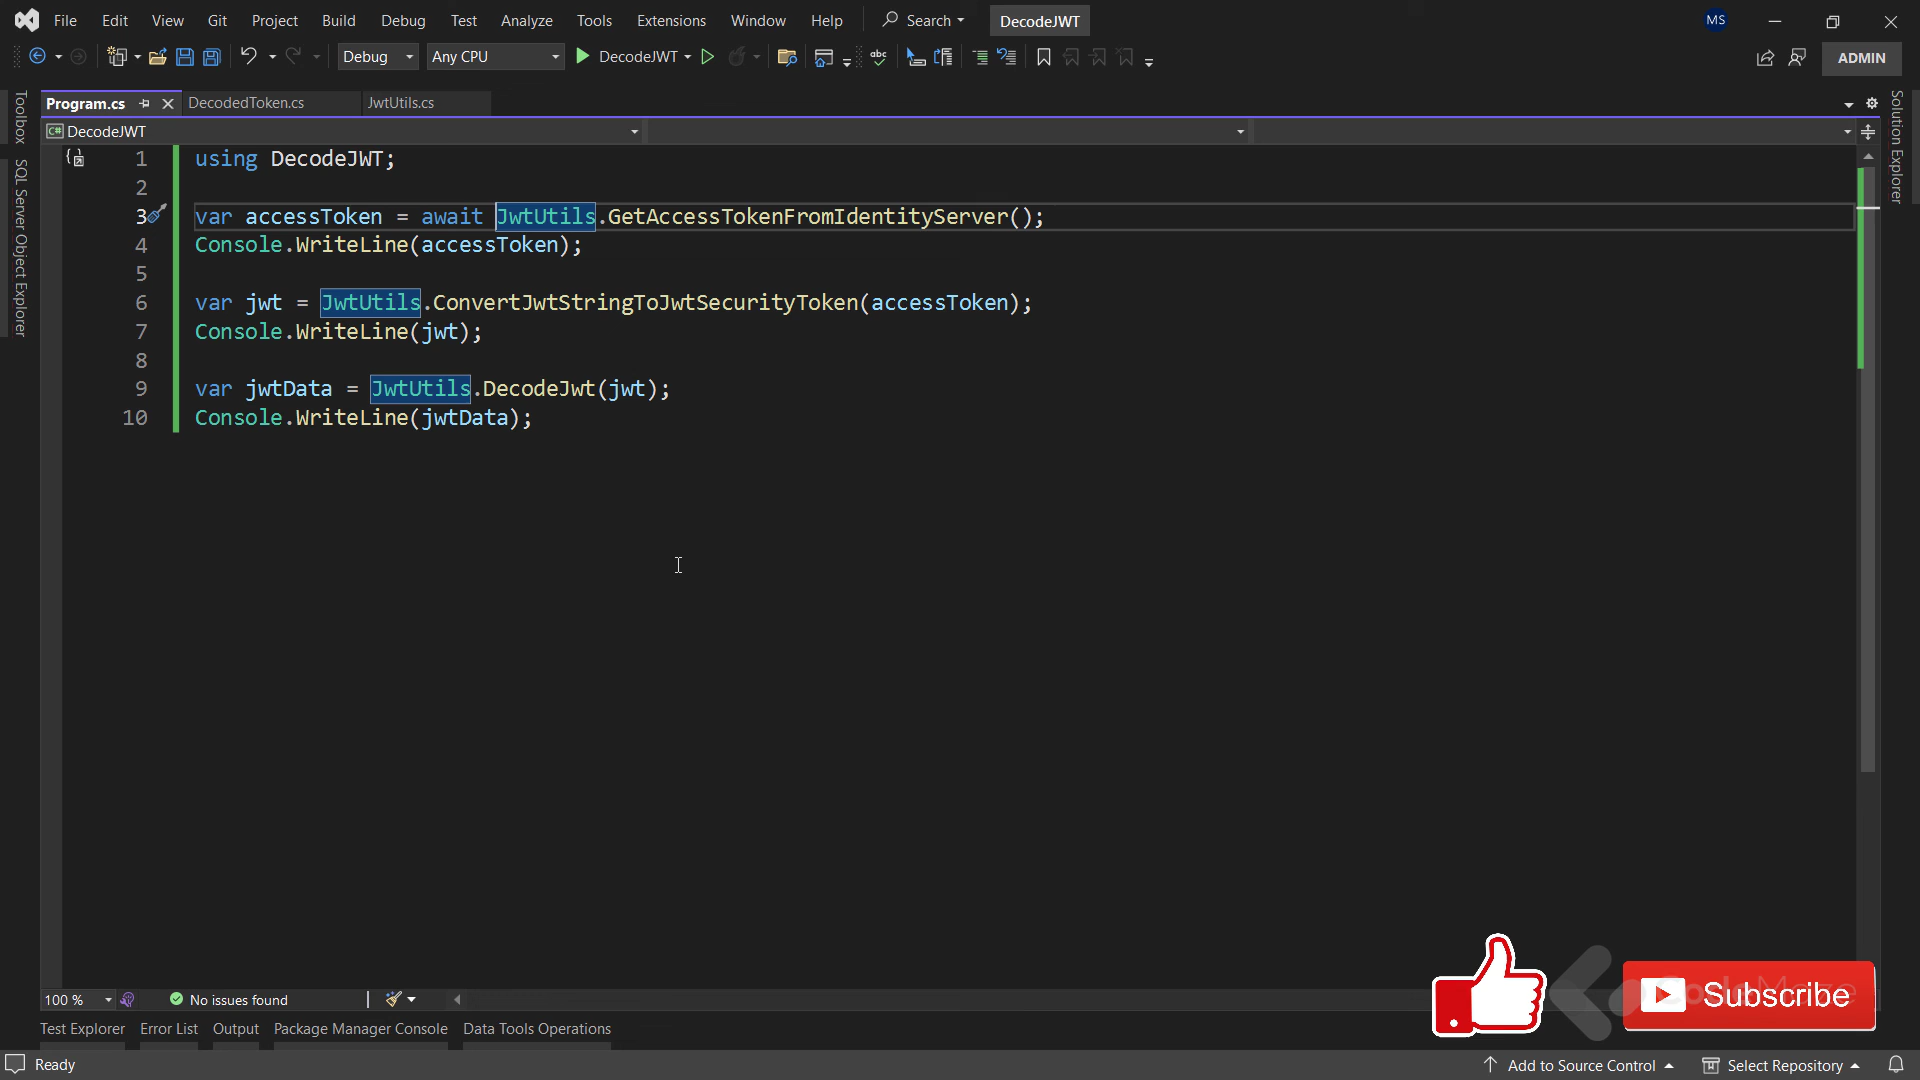 File Edit View Git Project Build Debug Test Analyze Tools Extensions Window Help Search DecodeJWT MS
Debug Any CPU DecodeJWT ADMIN
Program.cs DecodedToken.cs JwtUtils.cs
C# DecodeJWT
Toolbox
SQL Server Object Explorer
Solution Explorer
1 using DecodeJWT;
2
3 var accessToken = await JwtUtils.GetAccessTokenFromIdentityServer();
4 Console.WriteLine(accessToken);
5
6 var jwt = JwtUtils.ConvertJwtStringToJwtSecurityToken(accessToken);
7 Console.WriteLine(jwt);
8
9 var jwtData = JwtUtils.DecodeJwt(jwt);
10 Console.WriteLine(jwtData);
100 % No issues found
Subscribe
Test Explorer Error List Output Package Manager Console Data Tools Operations
Ready Add to Source Control Select Repository